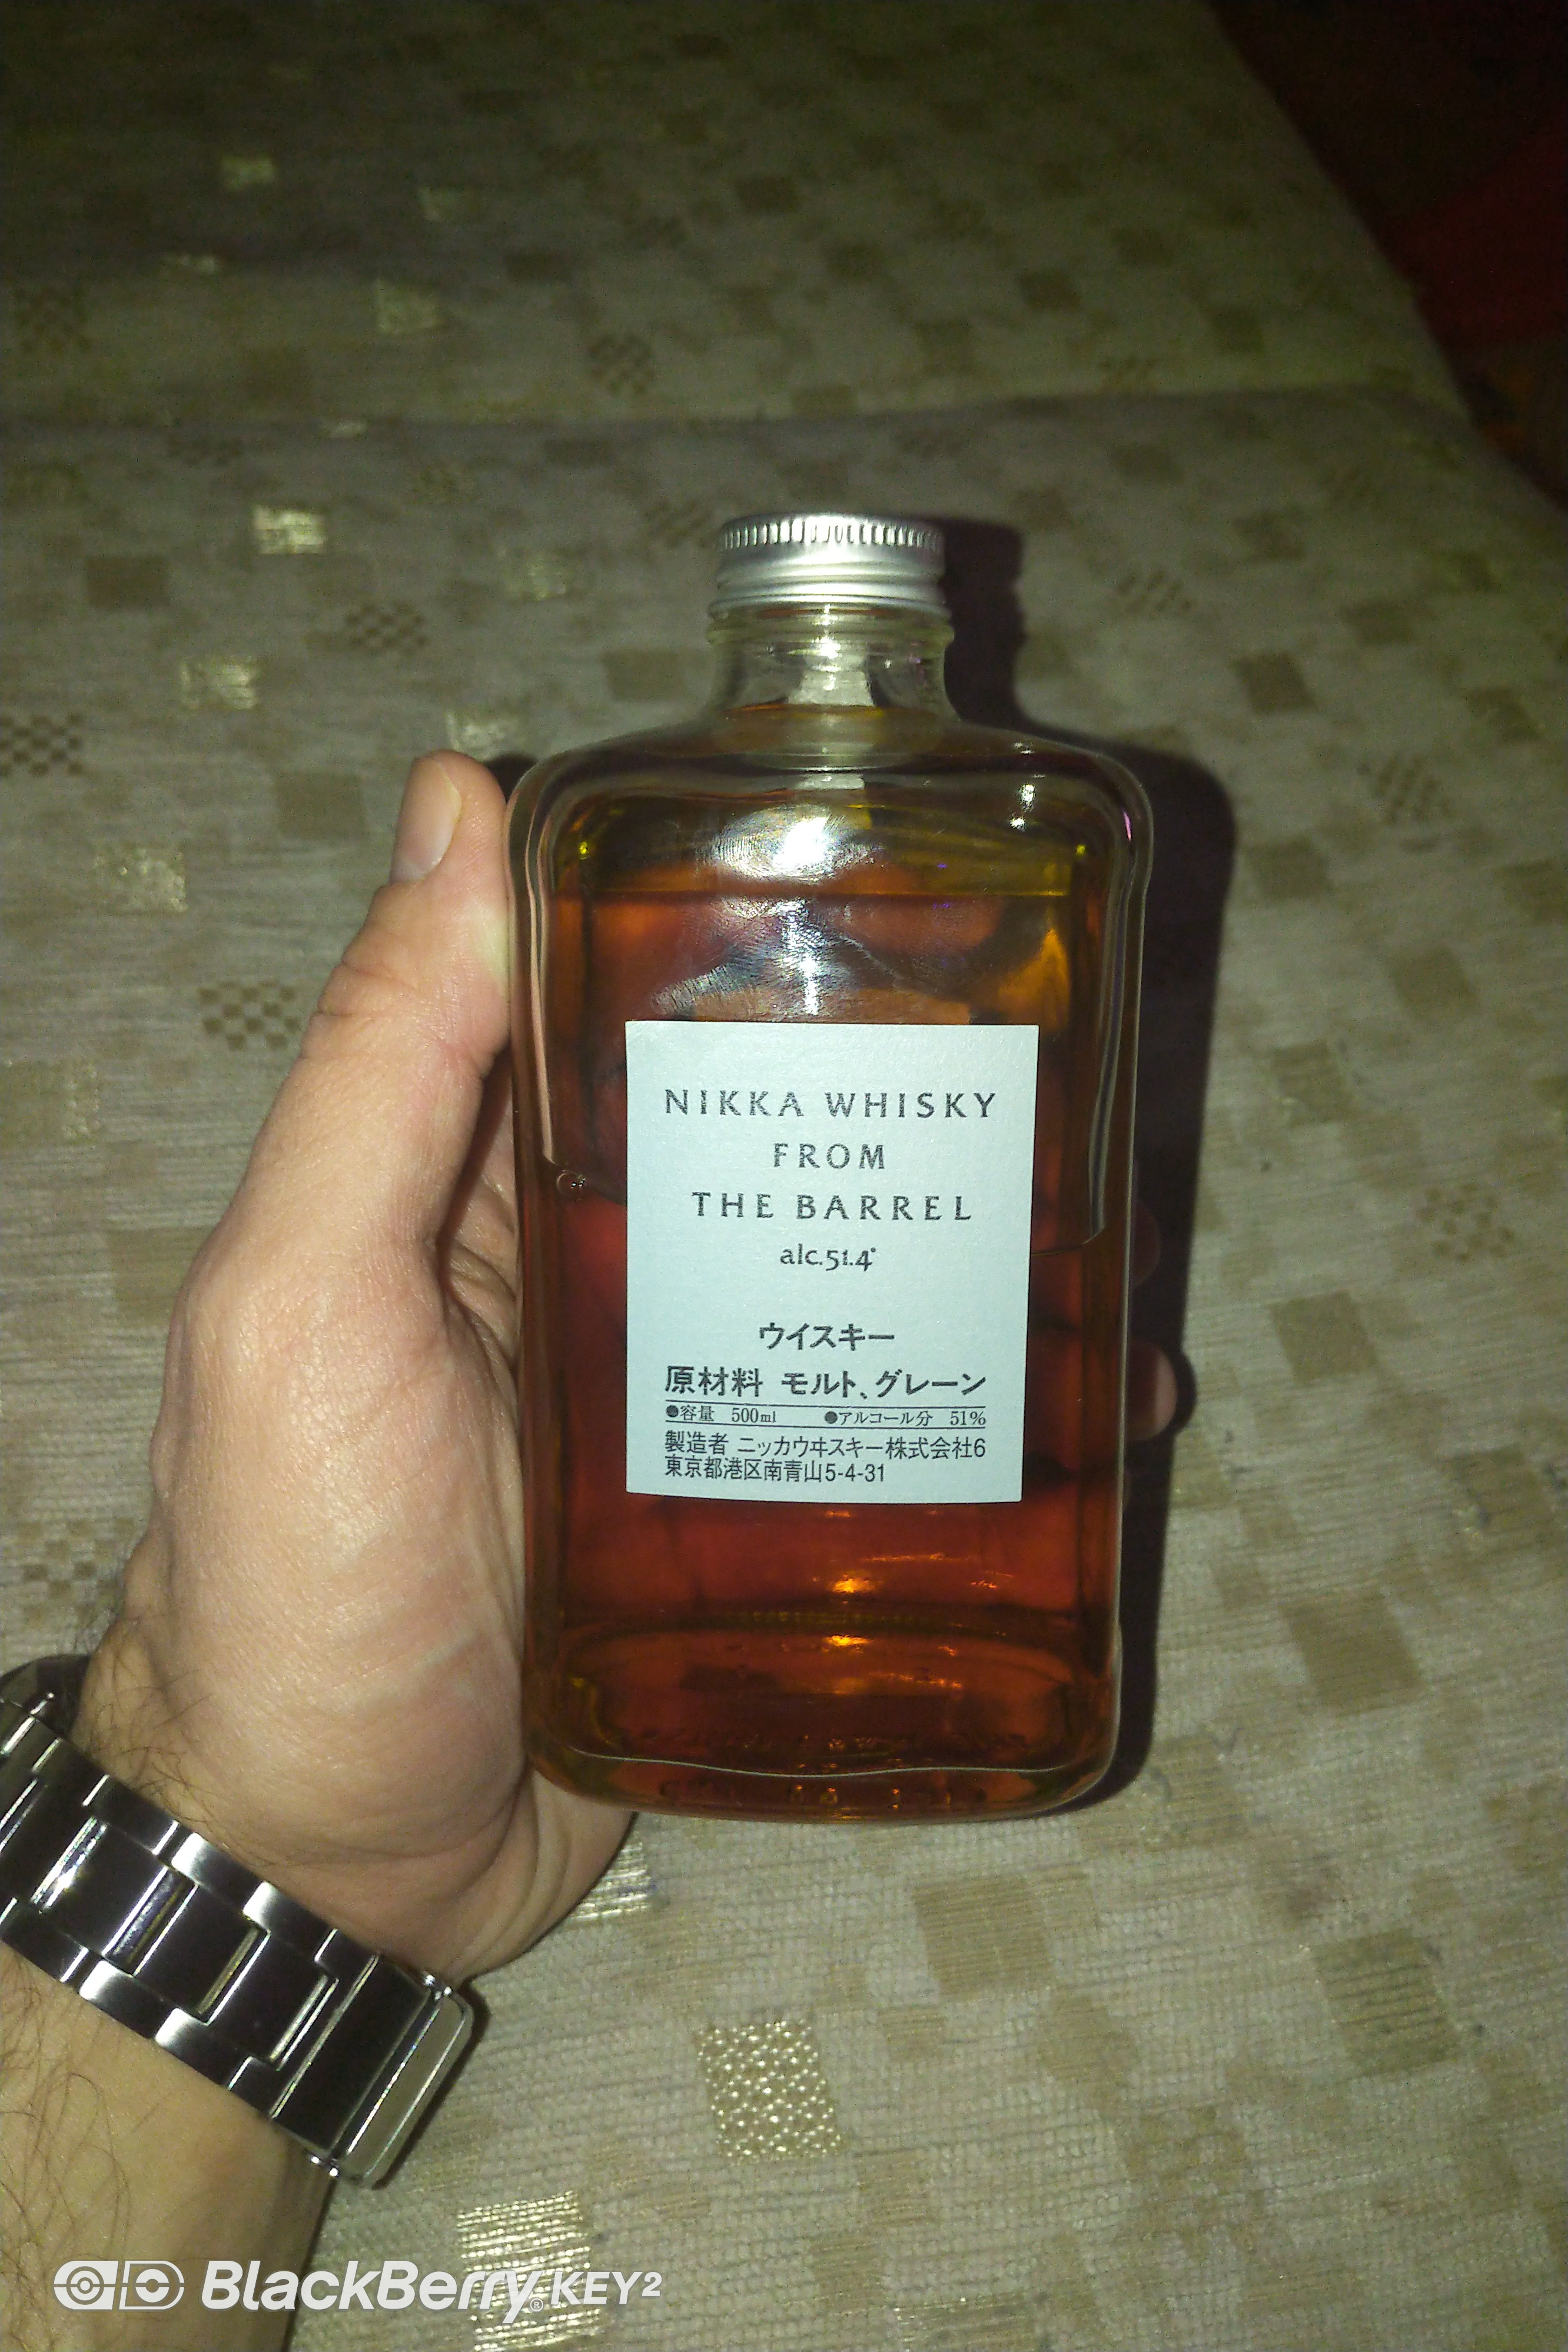 NIKKA WHISKY
FROM
THE BARREL
alc.51.4°
ウイスキー
原材料 モルト、グレーン
●容量 500ml ●アルコール分 51%
製造者 ニッカウヰスキー株式会社6
東京都港区南青山5-4-31
BlackBerry® KEY2